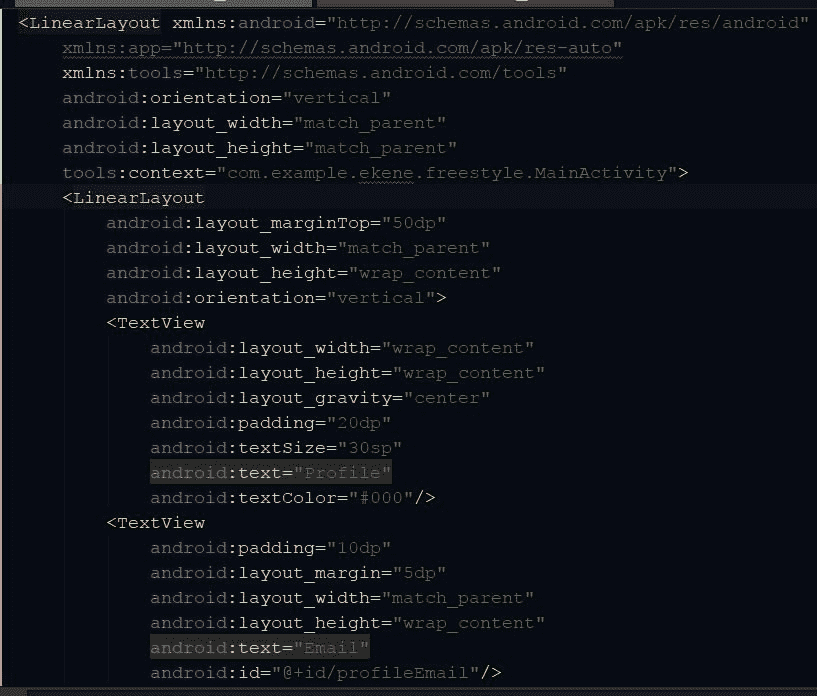 <LinearLayout xmlns:android="http://schemas.android.com/apk/res/android"
    xmlns:app="http://schemas.android.com/apk/res-auto"
    xmlns:tools="http://schemas.android.com/tools"
    android:orientation="vertical"
    android:layout_width="match_parent"
    android:layout_height="match_parent"
    tools:context="com.example.ekene.freestyle.MainActivity">
    <LinearLayout
        android:layout_marginTop="50dp"
        android:layout_width="match_parent"
        android:layout_height="wrap_content"
        android:orientation="vertical">
        <TextView
            android:layout_width="wrap_content"
            android:layout_height="wrap_content"
            android:layout_gravity="center"
            android:padding="20dp"
            android:textSize="30sp"
            android:text="Profile"
            android:textColor="#000"/>
        <TextView
            android:padding="10dp"
            android:layout_margin="5dp"
            android:layout_width="match_parent"
            android:layout_height="wrap_content"
            android:text="Email"
            android:id="@+id/profileEmail"/>